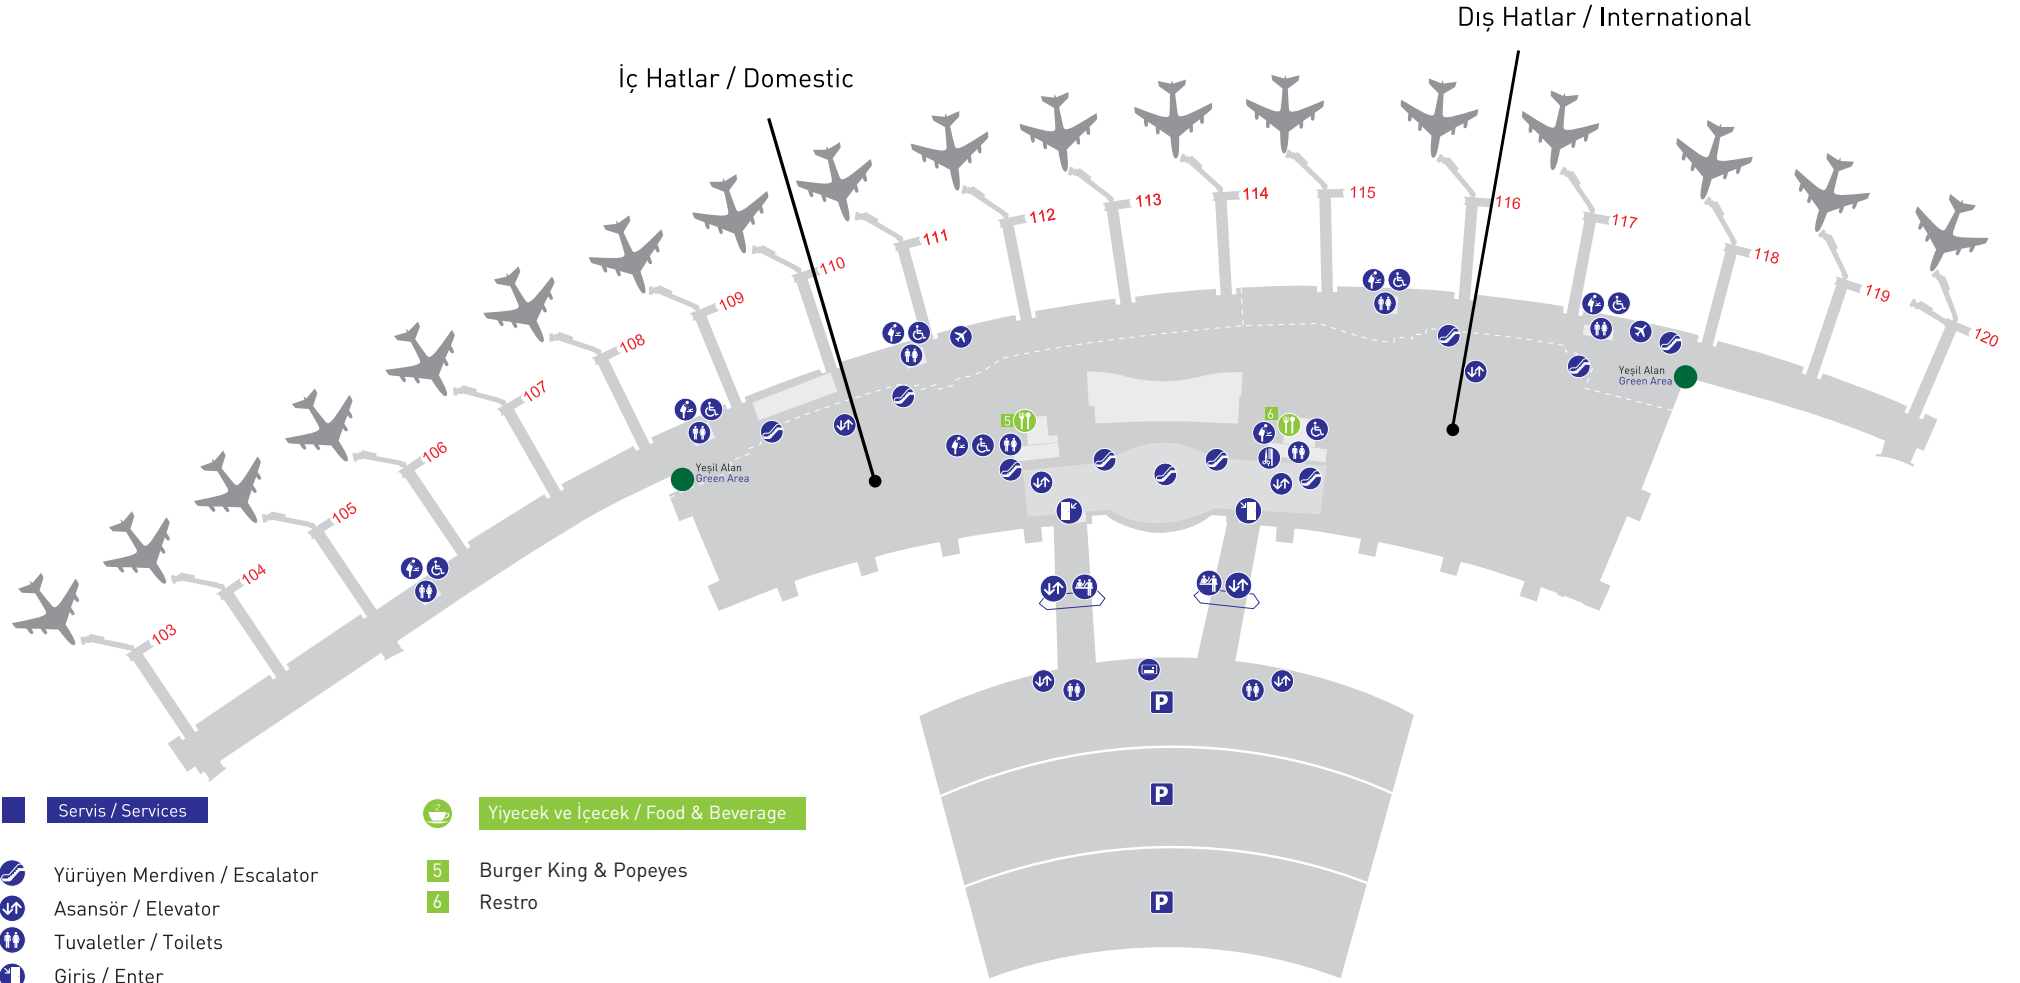 Dış Hatlar / International
İç Hatlar / Domestic
103
104
105
106
107
108
109
110
111
112
113
114
115
116
117
118
119
120
Yeşil Alan
Green Area
Yeşil Alan
Green Area
5
6
P
P
P
Servis / Services
Yürüyen Merdiven / Escalator
Asansör / Elevator
Tuvaletler / Toilets
Giriş / Enter
Yiyecek ve İçecek / Food & Beverage
5 Burger King & Popeyes
6 Restro